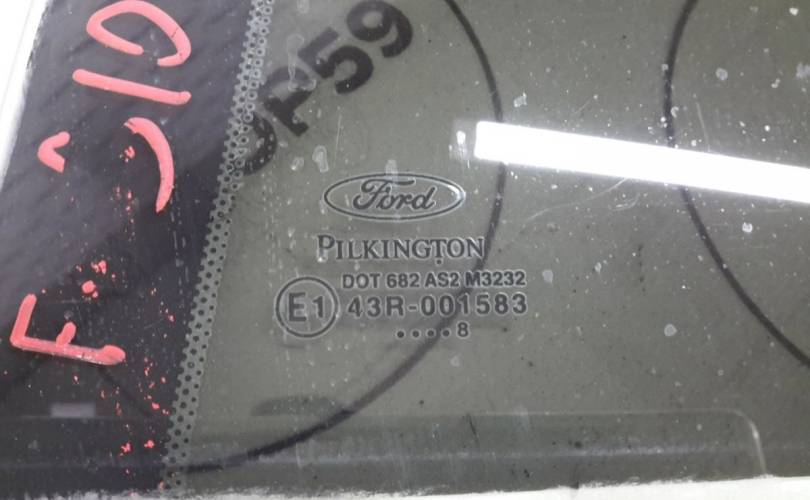 Ford
PILKINGTON
DOT 682 AS2 M3232
E1 43R-001583
....8